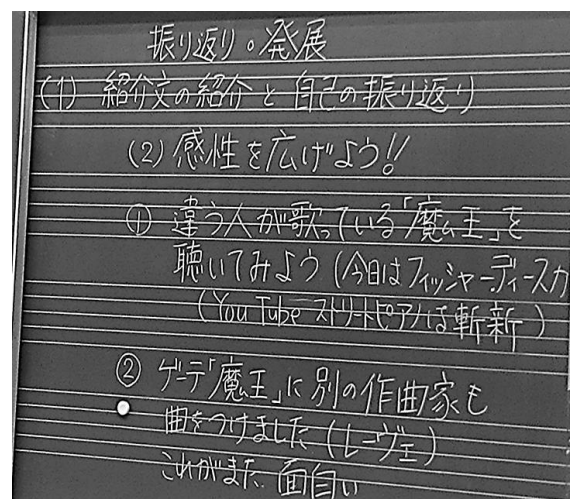 振り返り。発展
(1) 紹介文の紹介と自己の振り返り
(2) 感性を広げよう!!
① 違う人が歌っている「魔王」を
聴いてみよう (今日はフィッシャーディースカ
(You Tube ストリートピアノは斬新)
② ゲーテ「魔王」に別の作曲家も
曲をつけました (レーヴェ)
これがまた、面白い